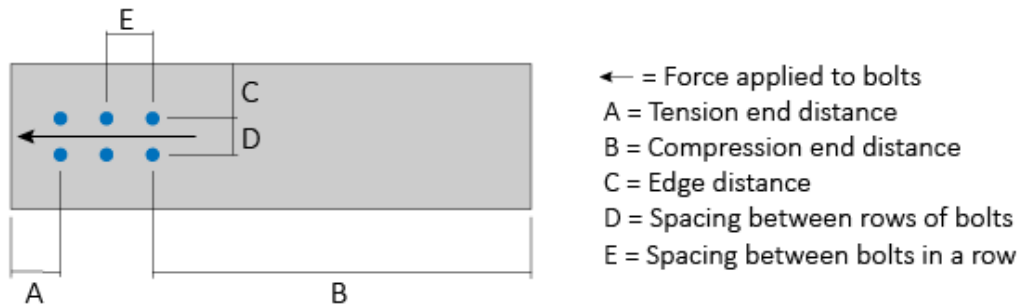 E
C
D
A
B
= Force applied to bolts
A = Tension end distance
B = Compression end distance
C = Edge distance
D = Spacing between rows of bolts
E = Spacing between bolts in a row